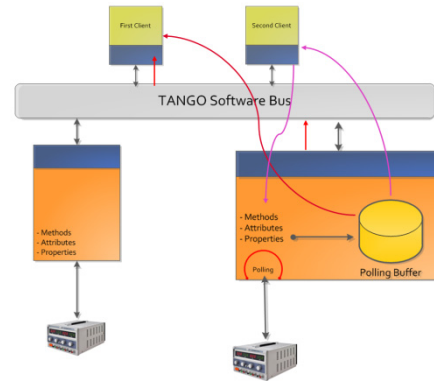 First Client
Second Client
TANGO Software Bus
- Methods
- Attributes
- Properties
- Methods
- Attributes
- Properties
Polling
Polling Buffer